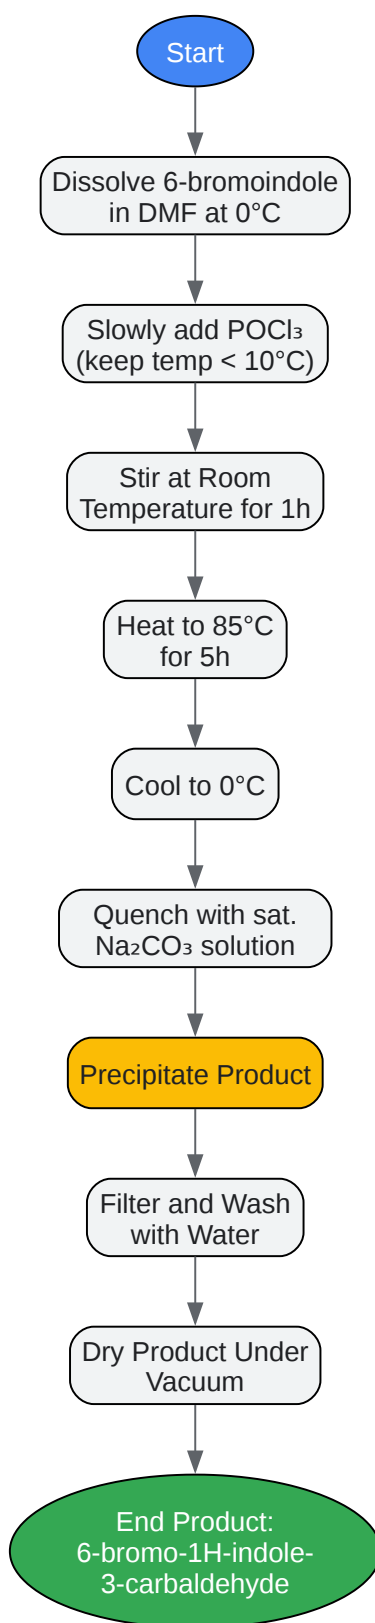 Start
Dissolve 6-bromoindole
in DMF at 0°C
Slowly add POCl₃
(keep temp < 10°C)
Stir at Room
Temperature for 1h
Heat to 85°C
for 5h
Cool to 0°C
Quench with sat.
Na₂CO₃ solution
Precipitate Product
Filter and Wash
with Water
Dry Product Under
Vacuum
End Product:
6-bromo-1H-indole-
3-carbaldehyde